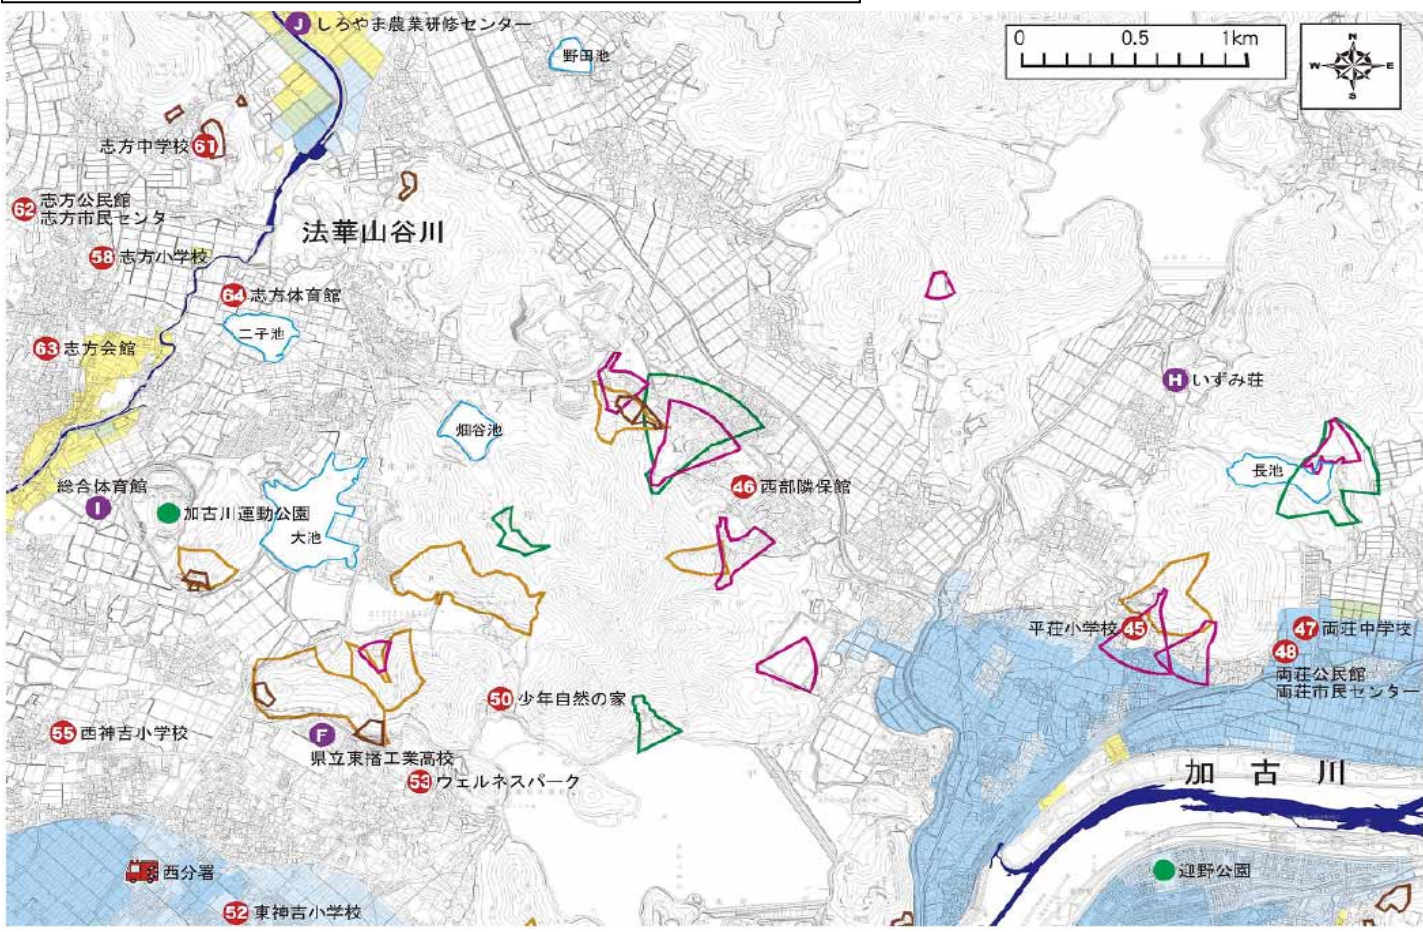 J しろやま農業研修センター
野田池
0 0.5 1km
N
W E
S
志方中学校 61
62 志方公民館
志方市民センター
法華山谷川
58 志方小学校
64 志方体育館
二子池
63 志方会館
H いずみ荘
畑谷池
長池
総合体育館
I
46 西部隣保館
加古川運動公園
大池
平荘小学校 45
47 両荘中学校
48
両荘公民館
両荘市民センター
50 少年自然の家
55 西神吉小学校
F
県立東播工業高校
53 ウェルネスパーク
加古川
西分署
迎野公園
52 東神吉小学校